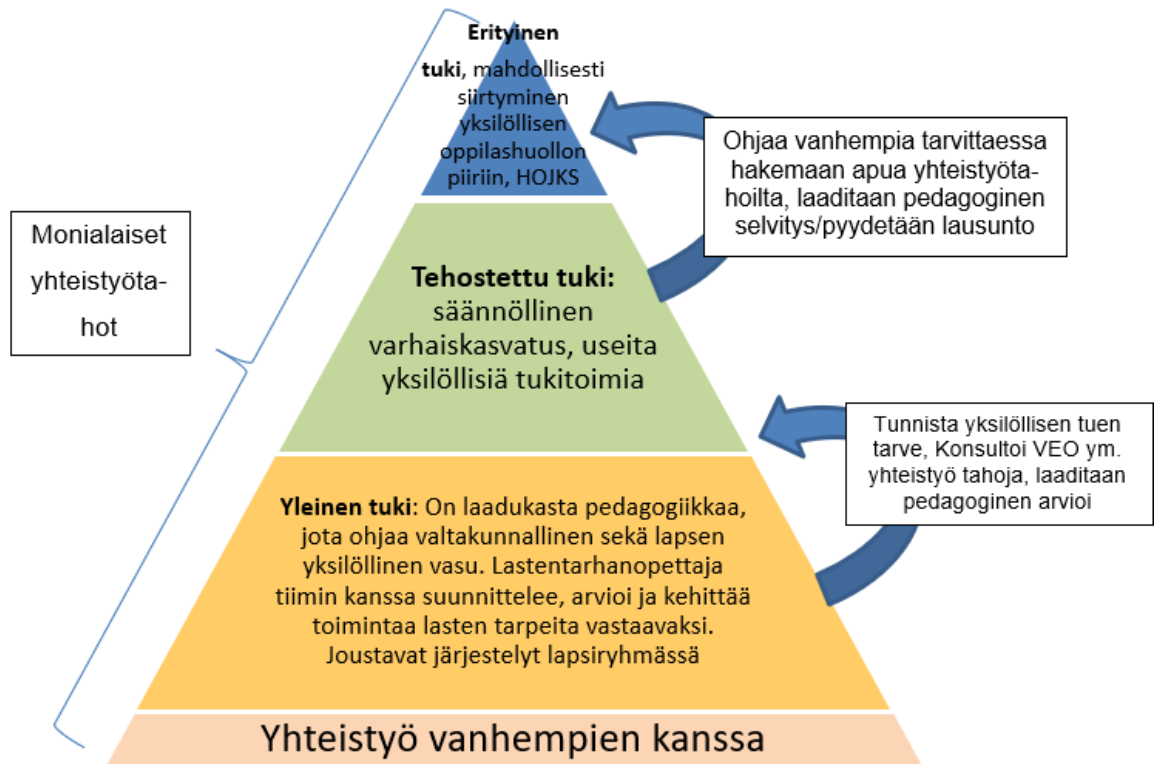 Erityinen
tuki, mahdollisesti
siirtyminen
yksilöllisen
oppilashuollon
piiriin, HOJKS
Ohjaa vanhempia tarvittaessa
hakemaan apua yhteistyöta-
hoilta, laaditaan pedagoginen
selvitys/pyydetään lausunto
Monialaiset
yhteistyöta-
hot
Tehostettu tuki:
säännöllinen
varhaiskasvatus, useita
yksilöllisiä tukitoimia
Tunnista yksilöllisen tuen
tarve, Konsultoi VEO ym.
yhteistyö tahoja, laaditaan
pedagoginen arvioi
Yleinen tuki: On laadukasta pedagogiikkaa,
jota ohjaa valtakunnallinen sekä lapsen
yksilöllinen vasu. Lastentarhanopettaja
tiimin kanssa suunnittelee, arvioi ja kehittää
toimintaa lasten tarpeita vastaavaksi.
Joustavat järjestelyt lapsiryhmässä
Yhteistyö vanhempien kanssa